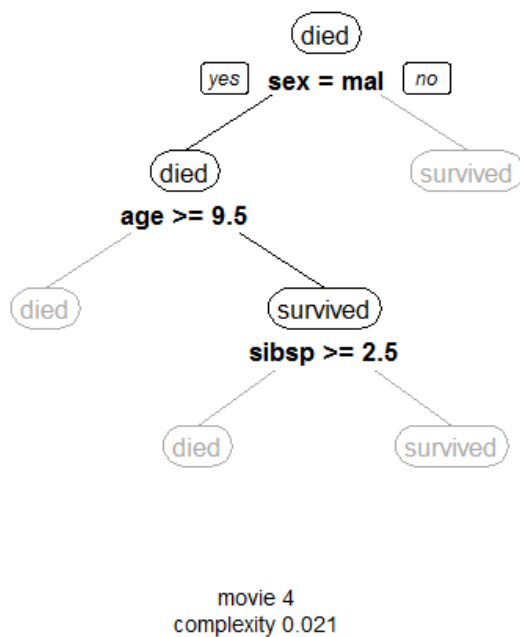 died
yes sex = mal no
died survived
age >= 9.5
died survived
sibsp >= 2.5
died survived
movie 4
complexity 0.021